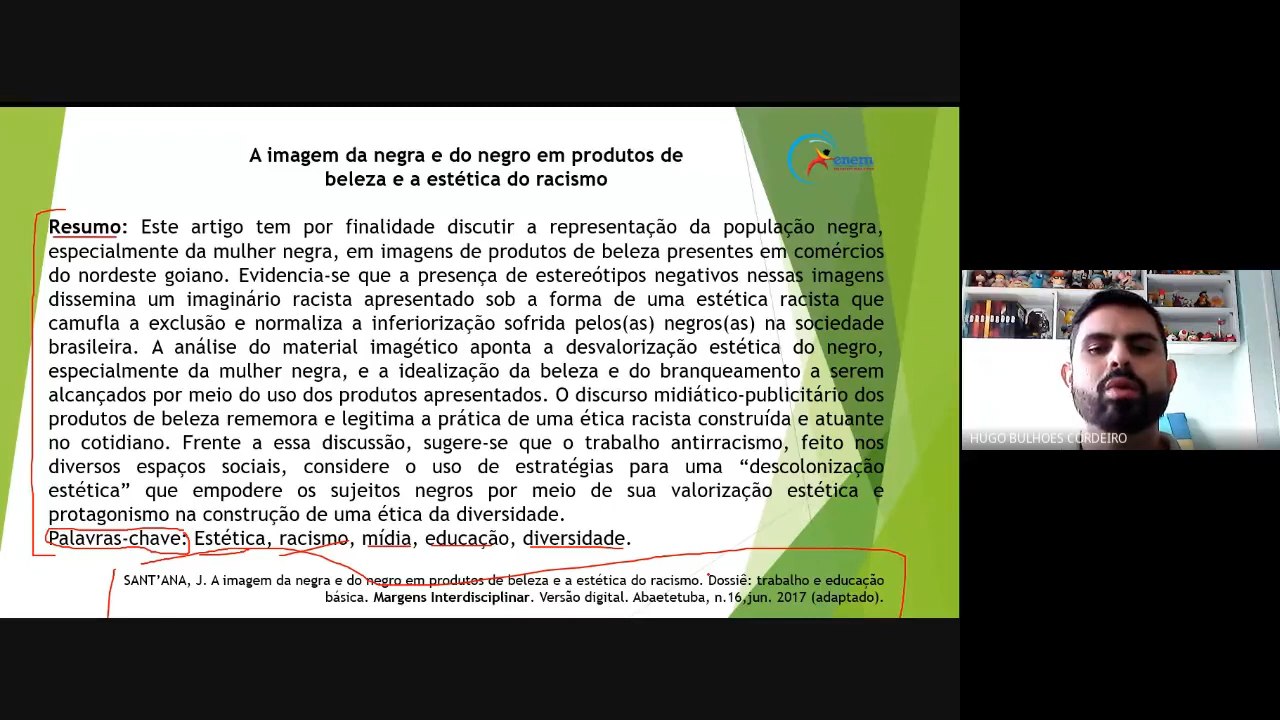 A imagem da negra e do negro em produtos de
beleza e a estética do racismo
enem
Resumo: Este artigo tem por finalidade discutir a representação da população negra,
especialmente da mulher negra, em imagens de produtos de beleza presentes em comércios
do nordeste goiano. Evidencia-se que a presença de estereótipos negativos nessas imagens
dissemina um imaginário racista apresentado sob a forma de uma estética racista que
camufla a exclusão e normaliza a inferiorização sofrida pelos(as) negros(as) na sociedade
brasileira. A análise do material imagético aponta a desvalorização estética do negro,
especialmente da mulher negra, e a idealização da beleza e do branqueamento a serem
alcançados por meio do uso dos produtos apresentados. O discurso midiático-publicitário dos
produtos de beleza rememora e legitima a prática de uma ética racista construída e atuante
no cotidiano. Frente a essa discussão, sugere-se que o trabalho antirracismo, feito nos
diversos espaços sociais, considere o uso de estratégias para uma “descolonização
estética” que empodere os sujeitos negros por meio de sua valorização estética e
protagonismo na construção de uma ética da diversidade.
Palavras-chave: Estética, racismo, mídia, educação, diversidade.
SANT’ANA, J. A imagem da negra e do negro em produtos de beleza e a estética do racismo. Dossiê: trabalho e educação
básica. Margens Interdisciplinar. Versão digital. Abaetetuba, n.16,jun. 2017 (adaptado).
HUGO BULHOES CORDEIRO